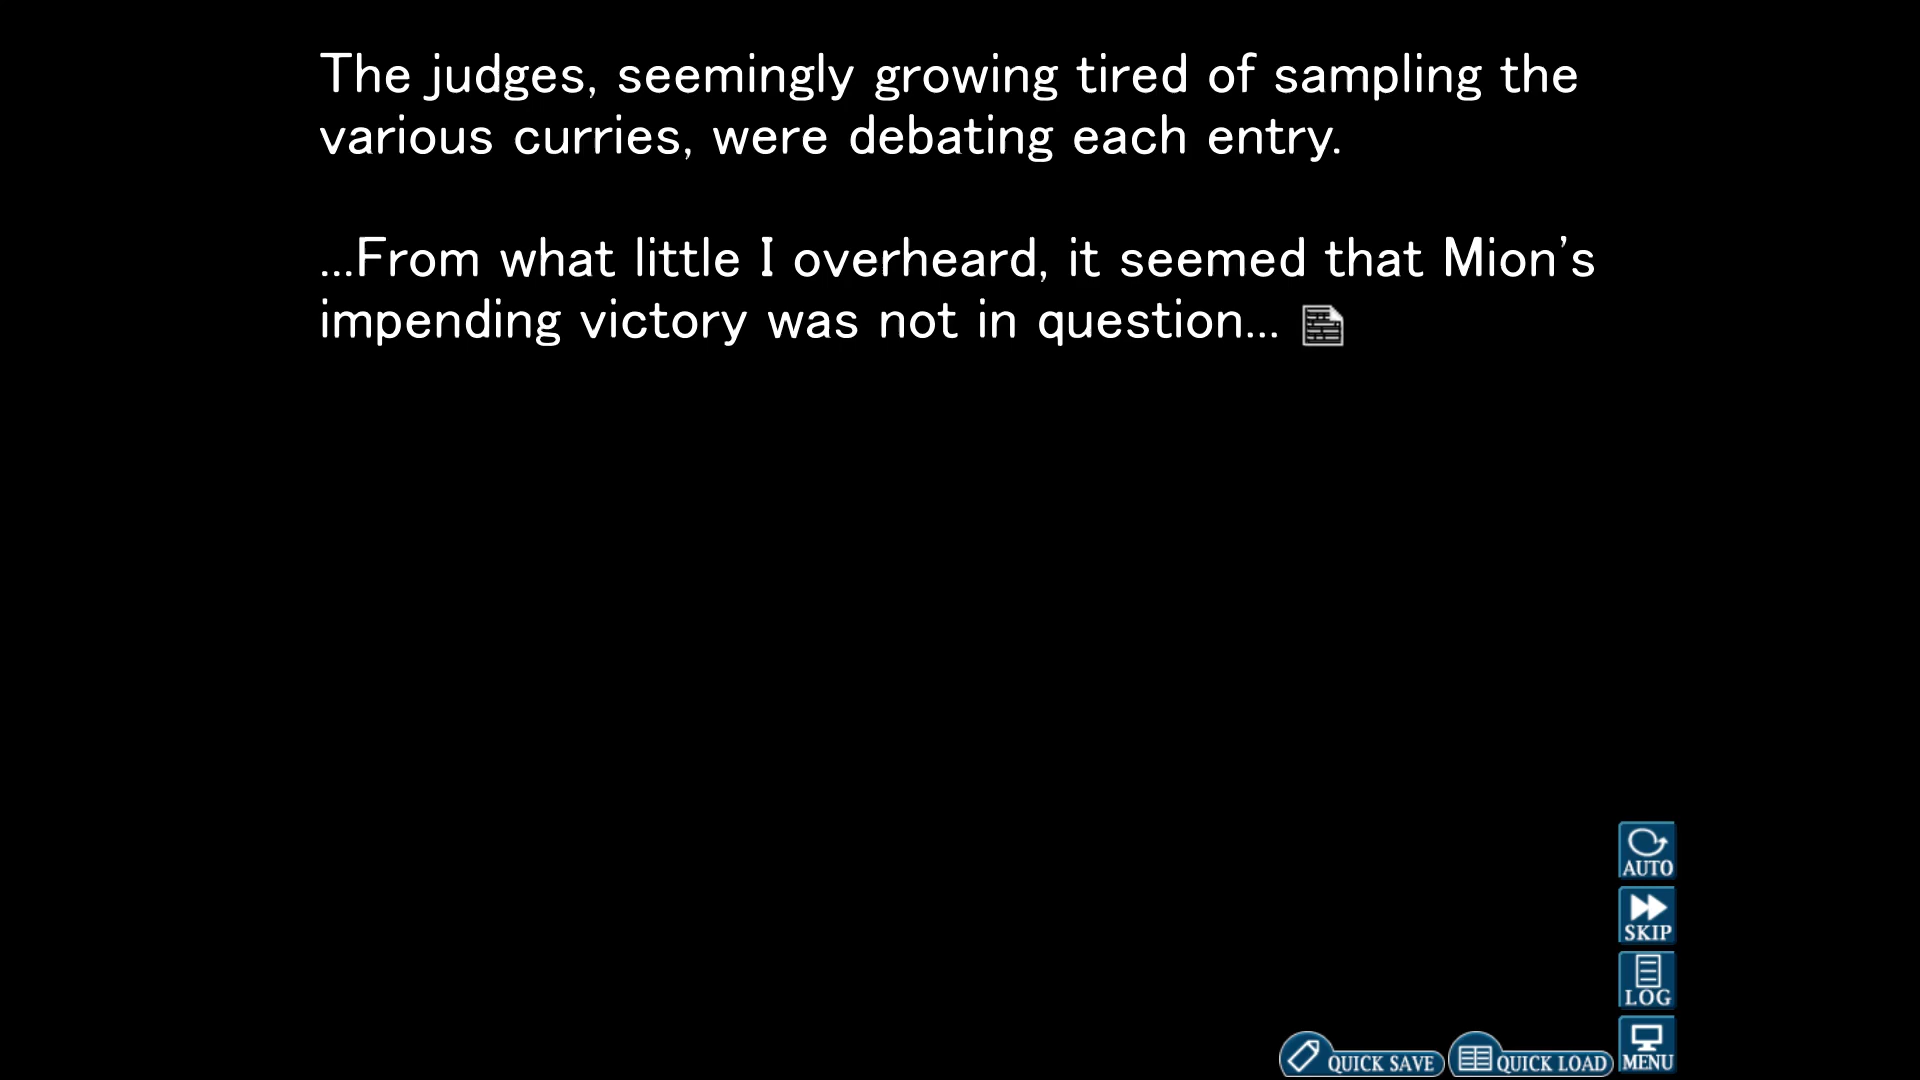 The judges, seemingly growing tired of sampling the
various curries, were debating each entry.
...From what little I overheard, it seemed that Mion's
impending victory was not in question...
AUTO
SKIP
LOG
QUICK SAVE
QUICK LOAD
MENU